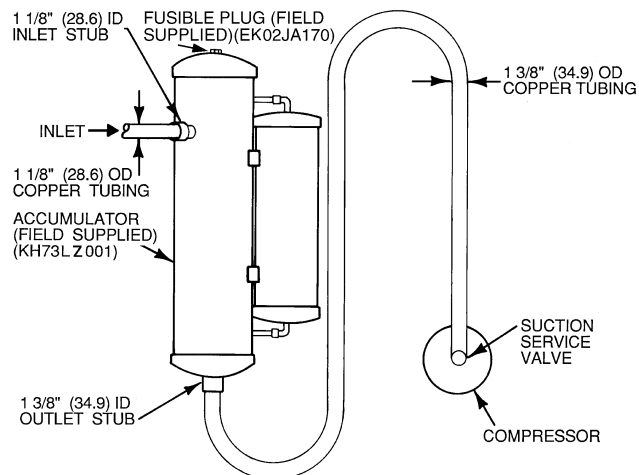 1 1/8" (28.6) ID
INLET STUB
FUSIBLE PLUG (FIELD
SUPPLIED)(EK02JA170)
1 3/8" (34.9) OD
COPPER TUBING
INLET
1 1/8" (28.6) OD
COPPER TUBING
ACCUMULATOR
(FIELD SUPPLIED)
(KH73LZ001)
SUCTION
SERVICE
VALVE
1 3/8" (34.9) ID
OUTLET STUB
COMPRESSOR